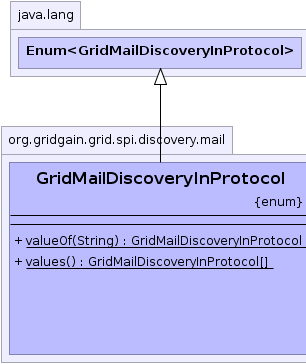 java.lang
Enum<GridMailDiscoveryInProtocol>
org.gridgain.grid.spi.discovery.mail
GridMailDiscoveryInProtocol
{enum}
+ valueOf(String) : GridMailDiscoveryInProtocol
+ values() : GridMailDiscoveryInProtocol[]